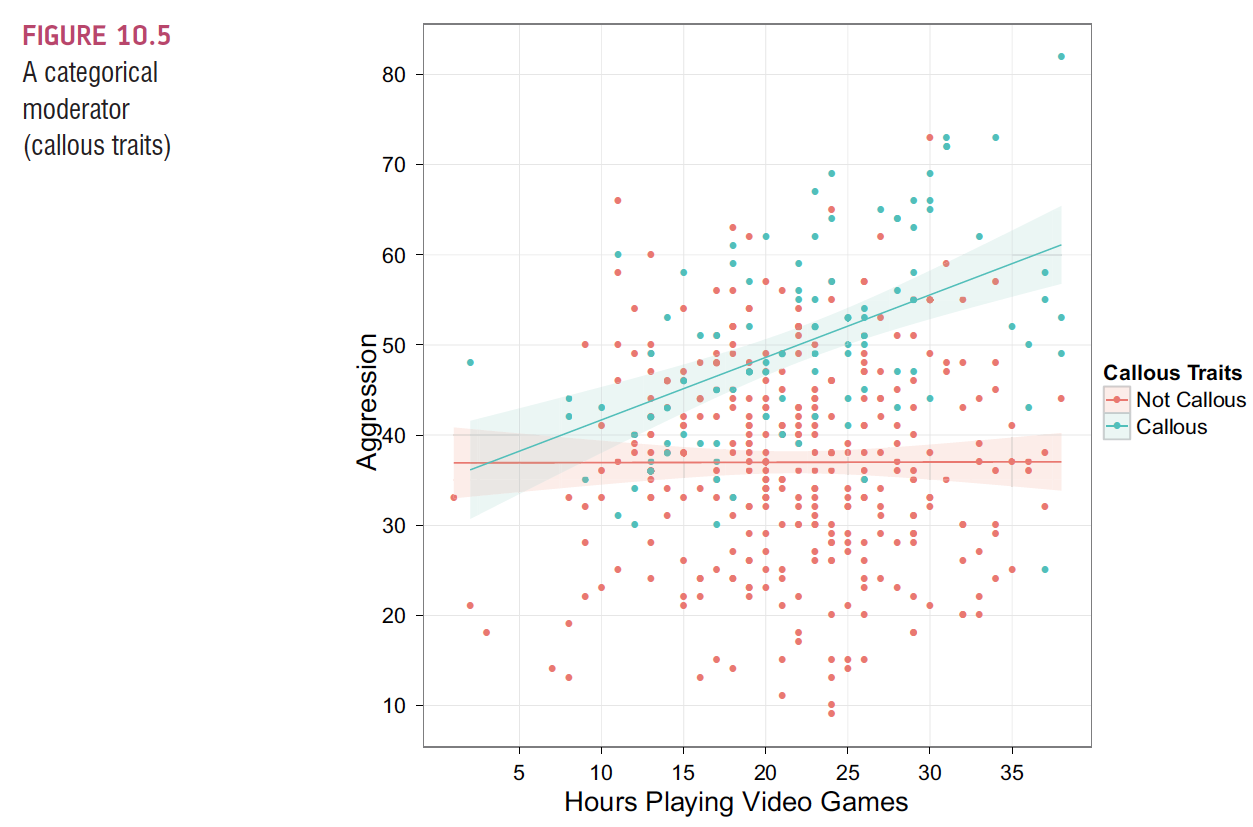 FIGURE 10.5
A categorical
moderator
(callous traits)
80
70
60
50
40
30
20
10
Aggression
5 10 15 20 25 30 35
Hours Playing Video Games
Callous Traits
Not Callous
Callous